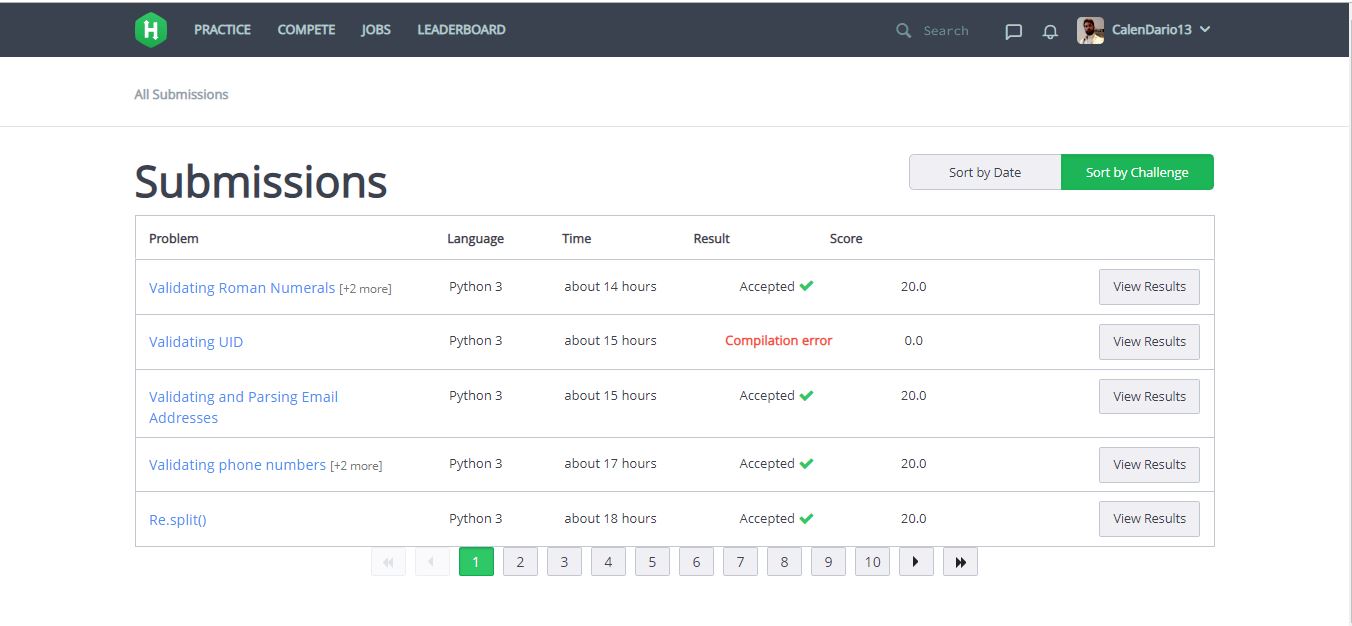 H PRACTICE COMPETE JOBS LEADERBOARD Search CalenDario13
All Submissions
Submissions
Sort by Date Sort by Challenge
Problem Language Time Result Score
Validating Roman Numerals [+2 more] Python 3 about 14 hours Accepted 20.0 View Results
Validating UID Python 3 about 15 hours Compilation error 0.0 View Results
Validating and Parsing Email Python 3 about 15 hours Accepted 20.0 View Results
Addresses
Validating phone numbers [+2 more] Python 3 about 17 hours Accepted 20.0 View Results
Re.split() Python 3 about 18 hours Accepted 20.0 View Results
1 2 3 4 5 6 7 8 9 10